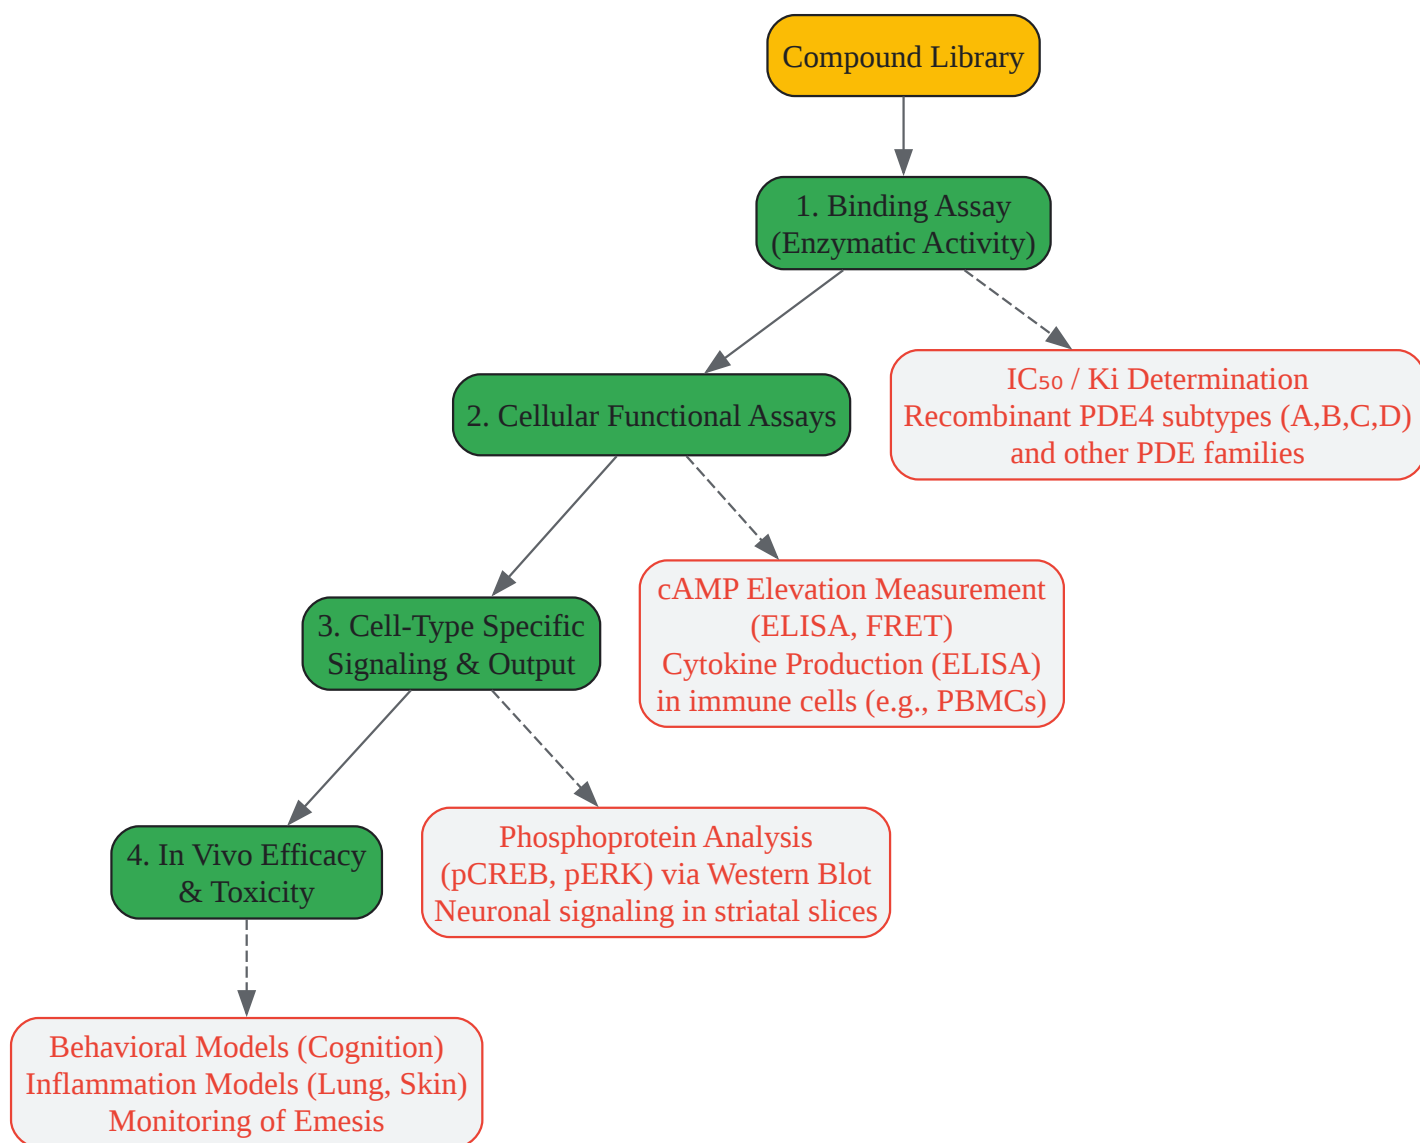 Compound Library
1. Binding Assay
(Enzymatic Activity)
IC₅₀ / Ki Determination
Recombinant PDE4 subtypes (A,B,C,D)
and other PDE families
2. Cellular Functional Assays
cAMP Elevation Measurement
(ELISA, FRET)
Cytokine Production (ELISA)
in immune cells (e.g., PBMCs)
3. Cell-Type Specific
Signaling & Output
Phosphoprotein Analysis
(pCREB, pERK) via Western Blot
Neuronal signaling in striatal slices
4. In Vivo Efficacy
& Toxicity
Behavioral Models (Cognition)
Inflammation Models (Lung, Skin)
Monitoring of Emesis